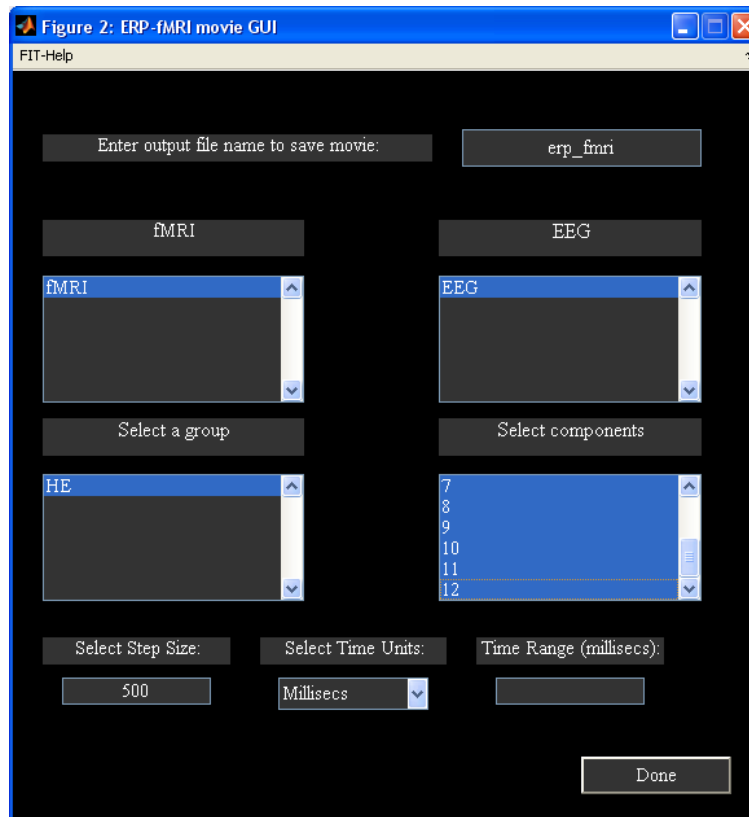 Figure 2: ERP-fMRI movie GUI
FIT-Help
Enter output file name to save movie:
erp_fmri
fMRI
EEG
fMRI
EEG
Select a group
Select components
HE
7
8
9
10
11
12
Select Step Size:
Select Time Units:
Time Range (millisecs):
500
Millisecs
Done